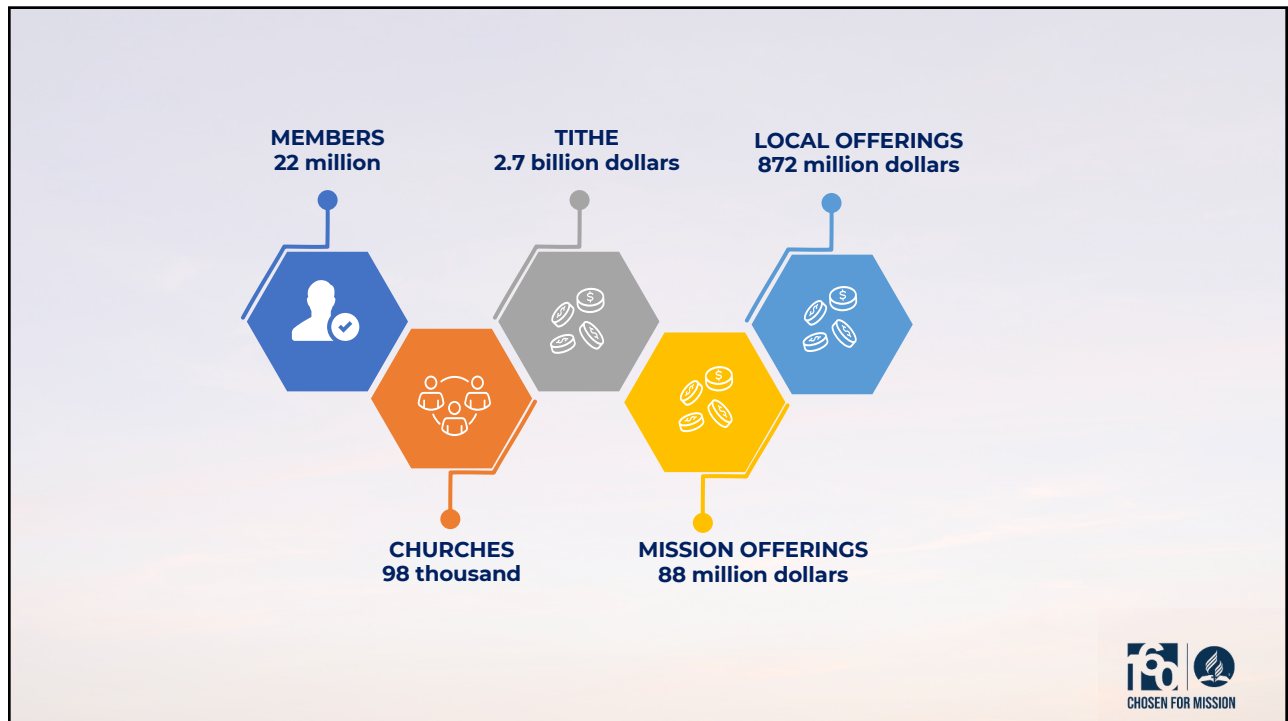 MEMBERS
22 million
TITHE
2.7 billion dollars
LOCAL OFFERINGS
872 million dollars
CHURCHES
98 thousand
MISSION OFFERINGS
88 million dollars
CHOSEN FOR MISSION